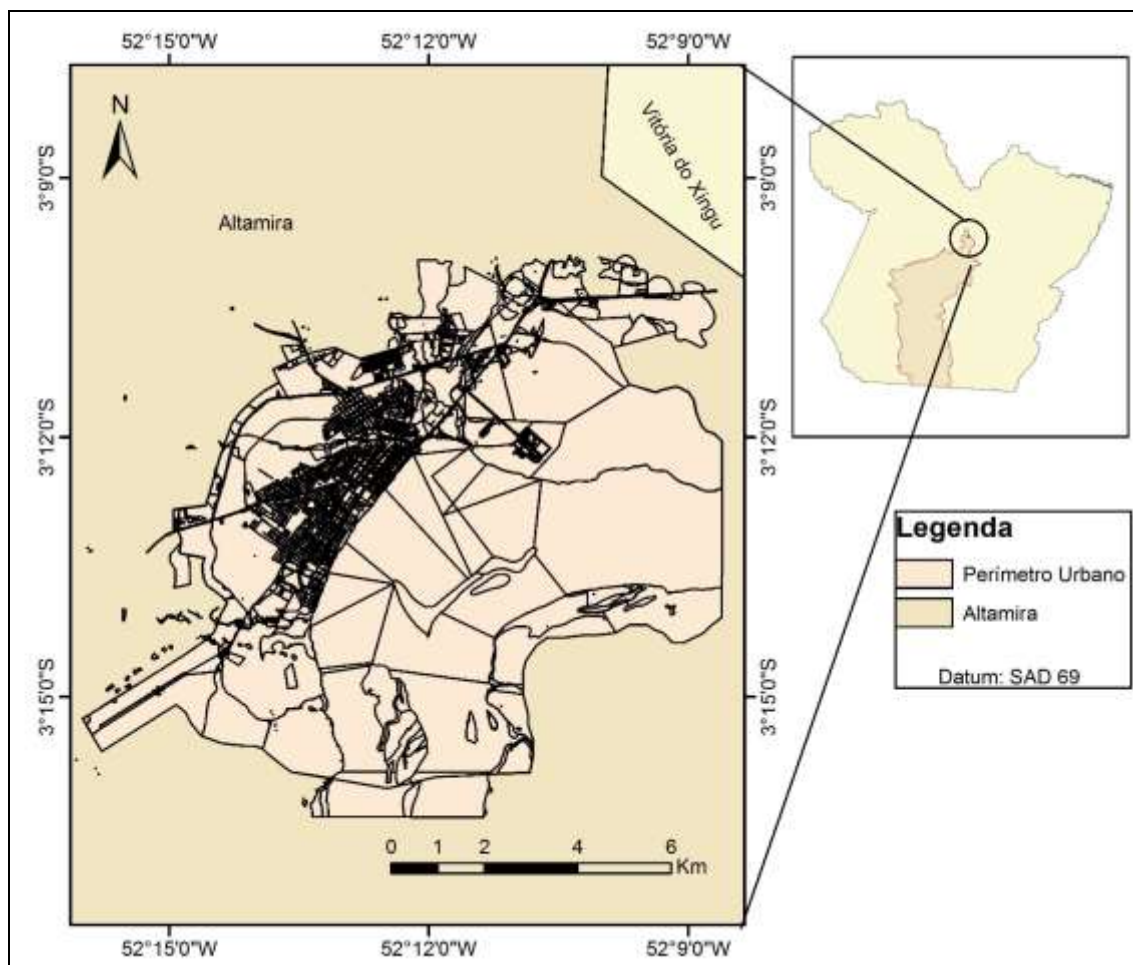 52°15'0"W 52°12'0"W 52°9'0"W
N
Vitória do Xingu
3°9'0"S 3°9'0"S
Altamira
3°12'0"S 3°12'0"S
Legenda
Perímetro Urbano
Altamira
Datum: SAD 69
3°15'0"S 3°15'0"S
0 1 2 4 6
Km
52°15'0"W 52°12'0"W 52°9'0"W